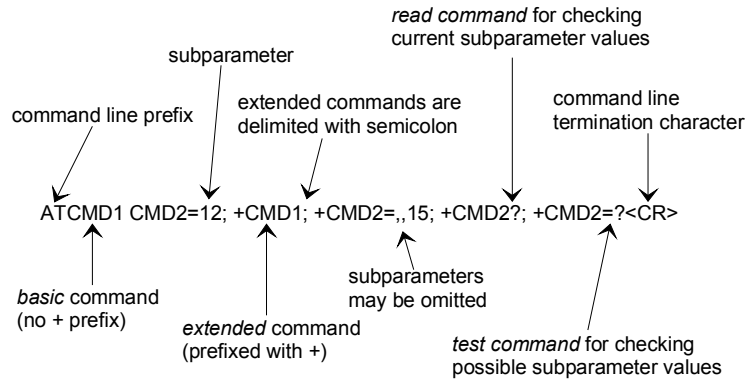 read command for checking
current subparameter values
subparameter
extended commands are
delimited with semicolon
command line
termination character
command line prefix
ATCMD1 CMD2=12; +CMD1; +CMD2=,,15; +CMD2?; +CMD2=?<CR>
basic command
(no + prefix)
extended command
(prefixed with +)
subparameters
may be omitted
test command for checking
possible subparameter values